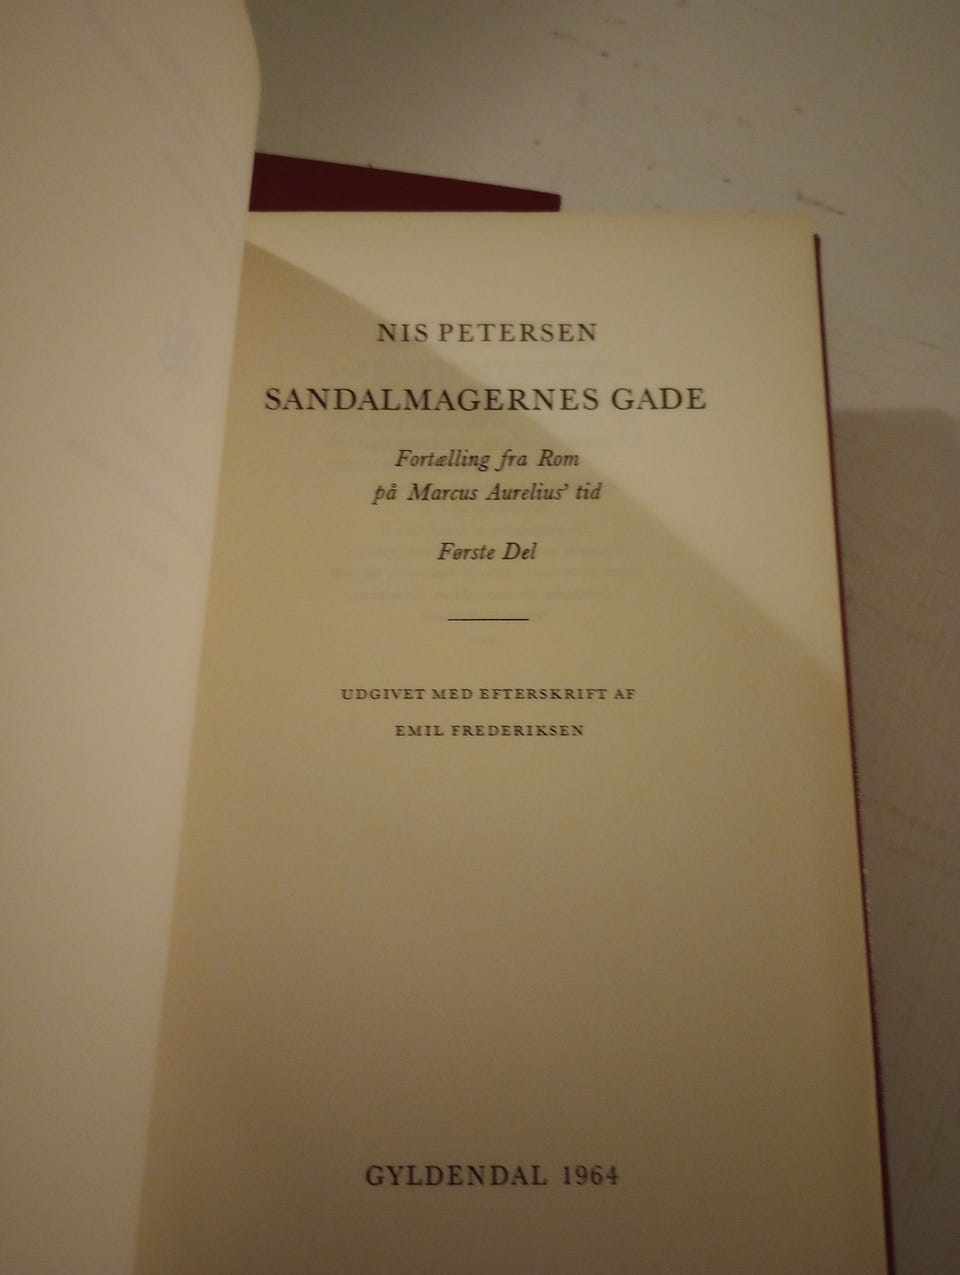 NIS PETERSEN
SANDALMAGERNES GADE
Fortælling fra Rom
på Marcus Aurelius’ tid
Første Del
UDGIVET MED EFTERSKRIFT AF
EMIL FREDERIKSEN
GYLDENDAL 1964